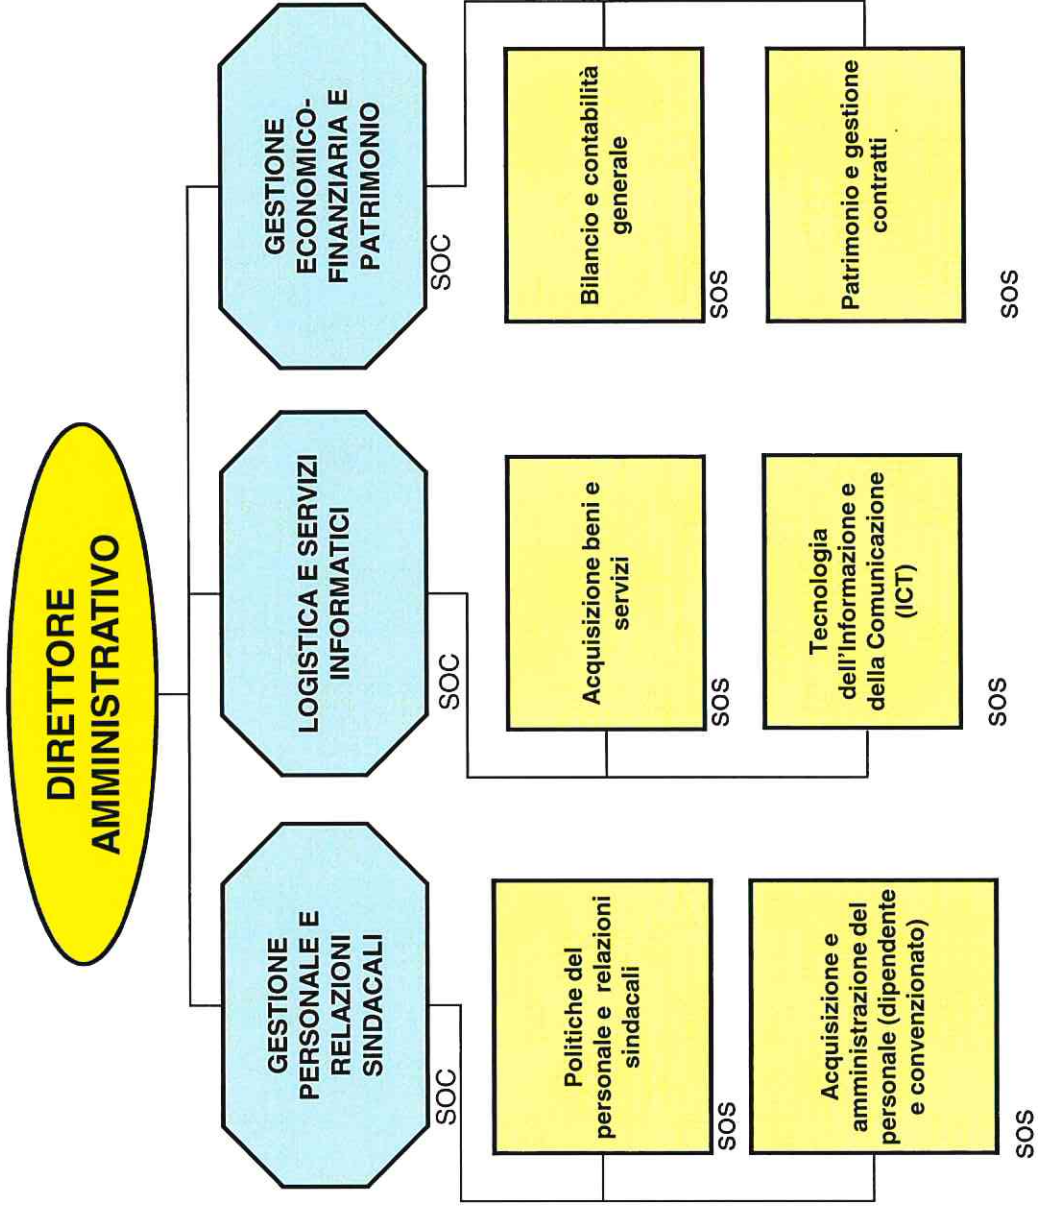 DIRETTORE
AMMINISTRATIVO
GESTIONE
PERSONALE E
RELAZIONI
SINDACALI
SOC
Politiche del
personale e relazioni
sindacali
SOS
Acquisizione e
amministrazione del
personale (dipendente
e convenzionato)
SOS
LOGISTICA E SERVIZI
INFORMATICI
SOC
Acquisizione beni e
servizi
SOS
Tecnologia
dell'Informazione e
della Comunicazione
(ICT)
SOS
GESTIONE
ECONOMICO-
FINANZIARIA E
PATRIMONIO
SOC
Bilancio e contabilità
generale
SOS
Patrimonio e gestione
contratti
SOS